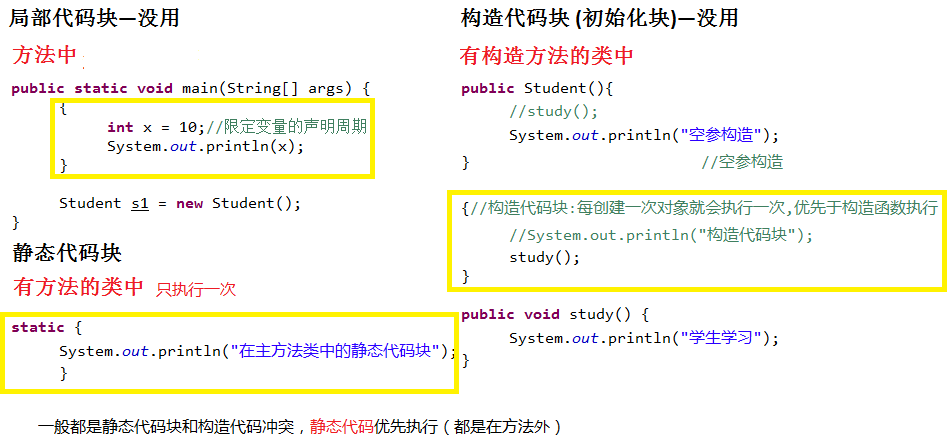 局部代码块—没用
方法中
public static void main(String[] args) {
{
int x = 10;//限定变量的声明周期
System.out.println(x);
}
Student s1 = new Student();
}
静态代码块
有方法的类中 只执行一次
static {
System.out.println("在主方法类中的静态代码块");
}
构造代码块 (初始化块)—没用
有构造方法的类中
public Student(){
//study();
System.out.println("空参构造");
} //空参构造
{//构造代码块:每创建一次对象就会执行一次,优先于构造函数执行
//System.out.println("构造代码块");
study();
}
public void study() {
System.out.println("学生学习");
}
一般都是静态代码块和构造代码冲突，静态代码优先执行（都是在方法外）